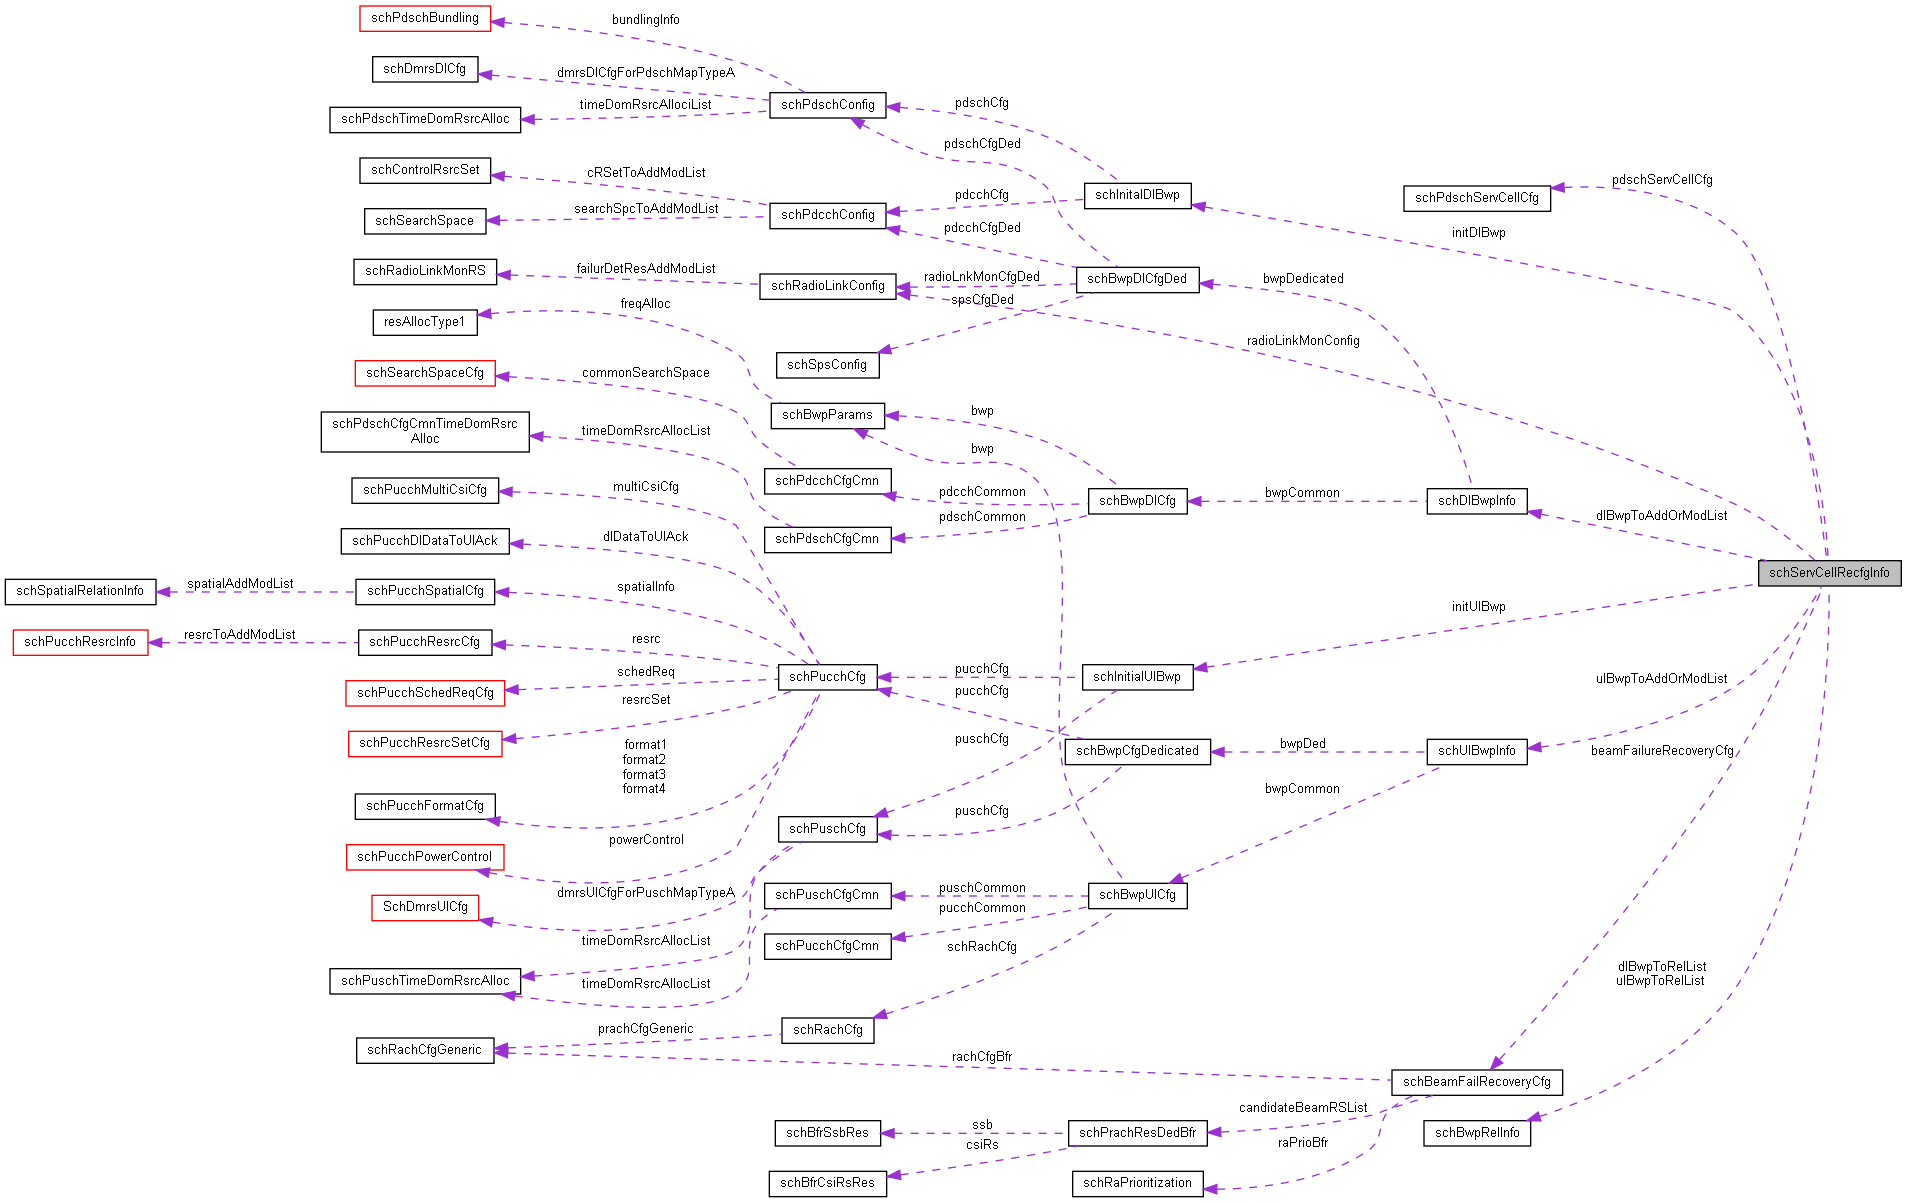 schPdschBundling
bundlingInfo
schDmrsDlCfg
dmrsDlCfgForPdschMapTypeA
schPdschTimeDomRsrcAlloc
timeDomRsrcAllociList
schPdschConfig
pdschCfg
pdschCfgDed
schControlRsrcSet
cRSetToAddModList
schSearchSpace
searchSpcToAddModList
schPdcchConfig
pdcchCfg
pdcchCfgDed
schInitalDlBwp
schPdschServCellCfg
pdschServCellCfg
initDlBwp
schRadioLinkMonRS
failurDetResAddModList
schRadioLinkConfig
radioLnkMonCfgDed
spsCfgDed
schBwpDlCfgDed
bwpDedicated
resAllocType1
freqAlloc
radioLinkMonConfig
schSpsConfig
schSearchSpaceCfg
commonSearchSpace
schBwpParams
bwp
bwp
schPdschCfgCmnTimeDomRsrc
Alloc
timeDomRsrcAllocList
schPucchMultiCsiCfg
multiCsiCfg
schPdcchCfgCmn
pdcchCommon
pdschCommon
schBwpDlCfg
bwpCommon
schDlBwpInfo
dlBwpToAddOrModList
schPucchDlDataToUlAck
dlDataToUlAck
schPdschCfgCmn
schServCellRecfgInfo
schSpatialRelationInfo
spatialAddModList
schPucchSpatialCfg
spatialInfo
initUlBwp
schPucchResrcInfo
resrcToAddModList
schPucchResrcCfg
resrc
schPucchSchedReqCfg
schedReq
schPucchCfg
pucchCfg
pucchCfg
schInitialUlBwp
ulBwpToAddOrModList
schPucchResrcSetCfg
resrcSet
format1
format2
format3
format4
puschCfg
schBwpCfgDedicated
bwpDed
schUlBwpInfo
beamFailureRecoveryCfg
schPucchFormatCfg
powerControl
schPuschCfg
puschCfg
bwpCommon
schPucchPowerControl
SchDmrsUlCfg
dmrsUlCfgForPuschMapTypeA
schPuschCfgCmn
puschCommon
pucchCommon
schBwpUlCfg
timeDomRsrcAllocList
schPucchCfgCmn
schRachCfg
schPuschTimeDomRsrcAlloc
timeDomRsrcAllocList
dlBwpToRelList
ulBwpToRelList
schRachCfgGeneric
prachCfgGeneric
schRachCfg
rachCfgBfr
schBeamFailRecoveryCfg
candidateBeamRSList
schBfrSsbRes
ssb
csiRs
schPrachResDedBfr
raPrioBfr
schBwpRelInfo
schBfrCsiRsRes
schRaPrioritization